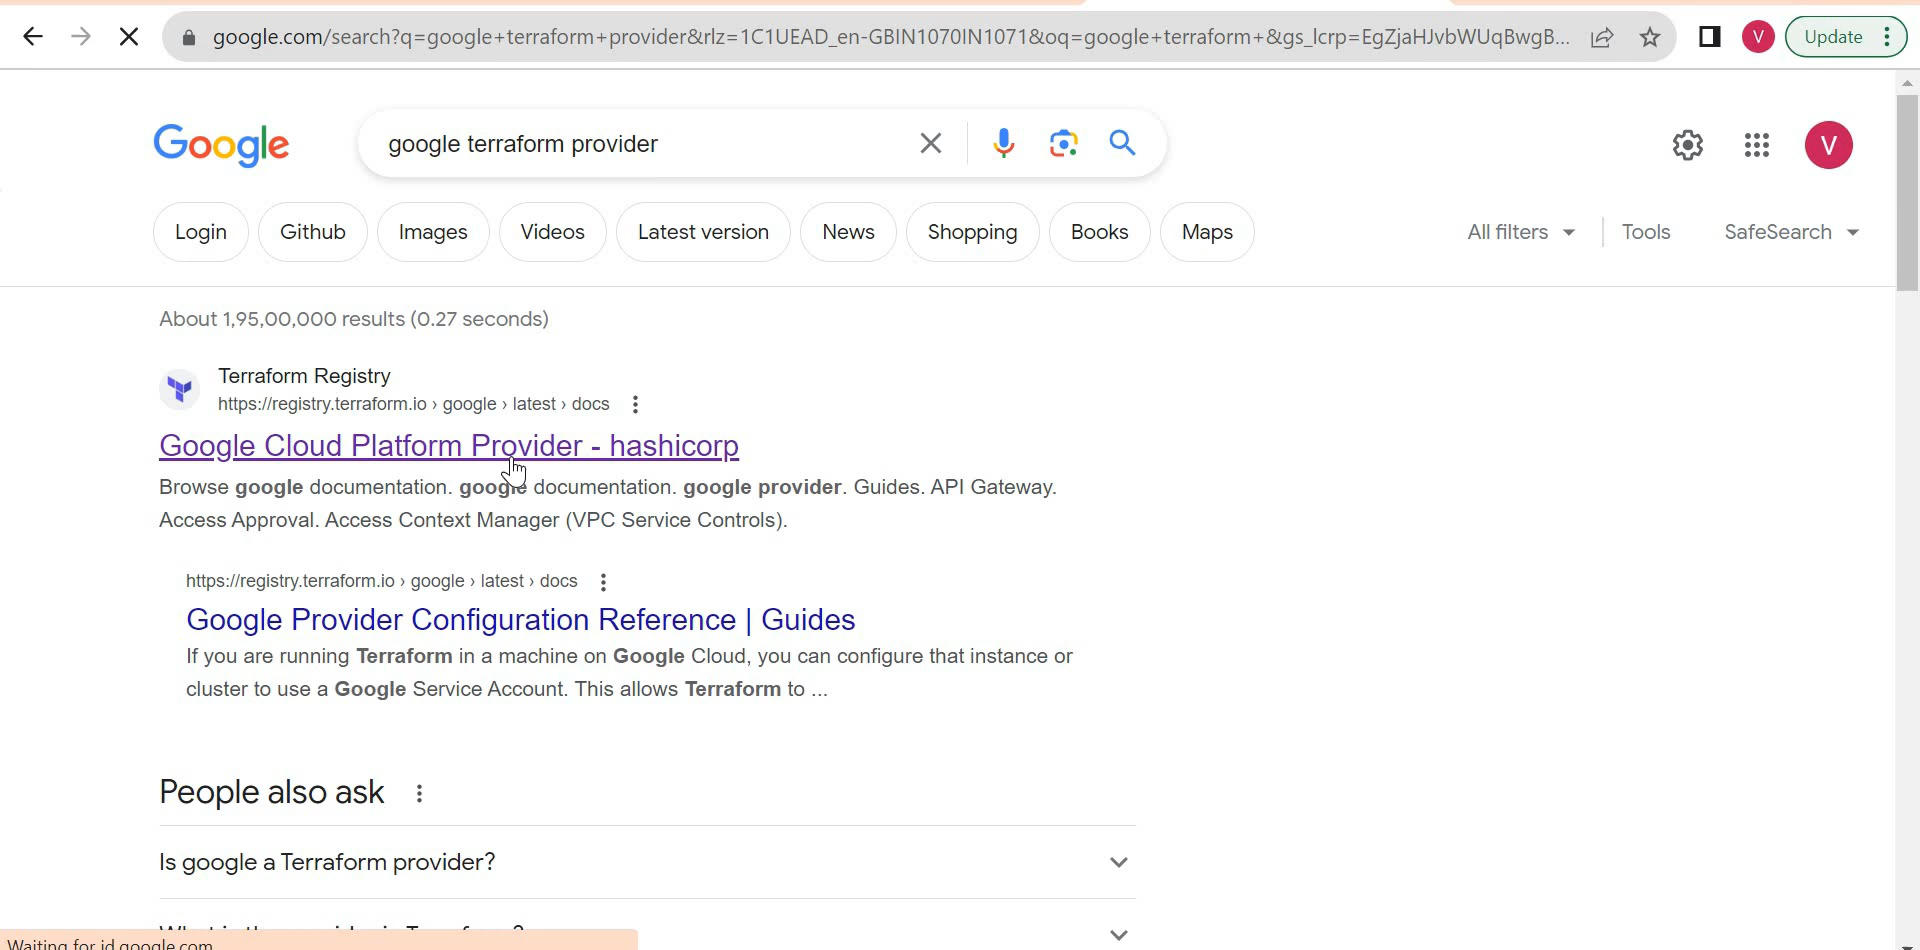 google.com/search?q=google+terraform+provider&rlz=1C1UEAD_en-GBIN1070IN1071&oq=google+terraform+&gs_lcrp=EgZjaHJvbWUqBwgB...
V
Update
Google
google terraform provider
V
Login
Github
Images
Videos
Latest version
News
Shopping
Books
Maps
All filters
Tools
SafeSearch
About 1,95,00,000 results (0.27 seconds)
Terraform Registry
https://registry.terraform.io › google › latest › docs
Google Cloud Platform Provider - hashicorp
Browse google documentation. google documentation. google provider. Guides. API Gateway.
Access Approval. Access Context Manager (VPC Service Controls).
https://registry.terraform.io › google › latest › docs
Google Provider Configuration Reference | Guides
If you are running Terraform in a machine on Google Cloud, you can configure that instance or
cluster to use a Google Service Account. This allows Terraform to ...
People also ask
Is google a Terraform provider?
Waiting for id.google.com